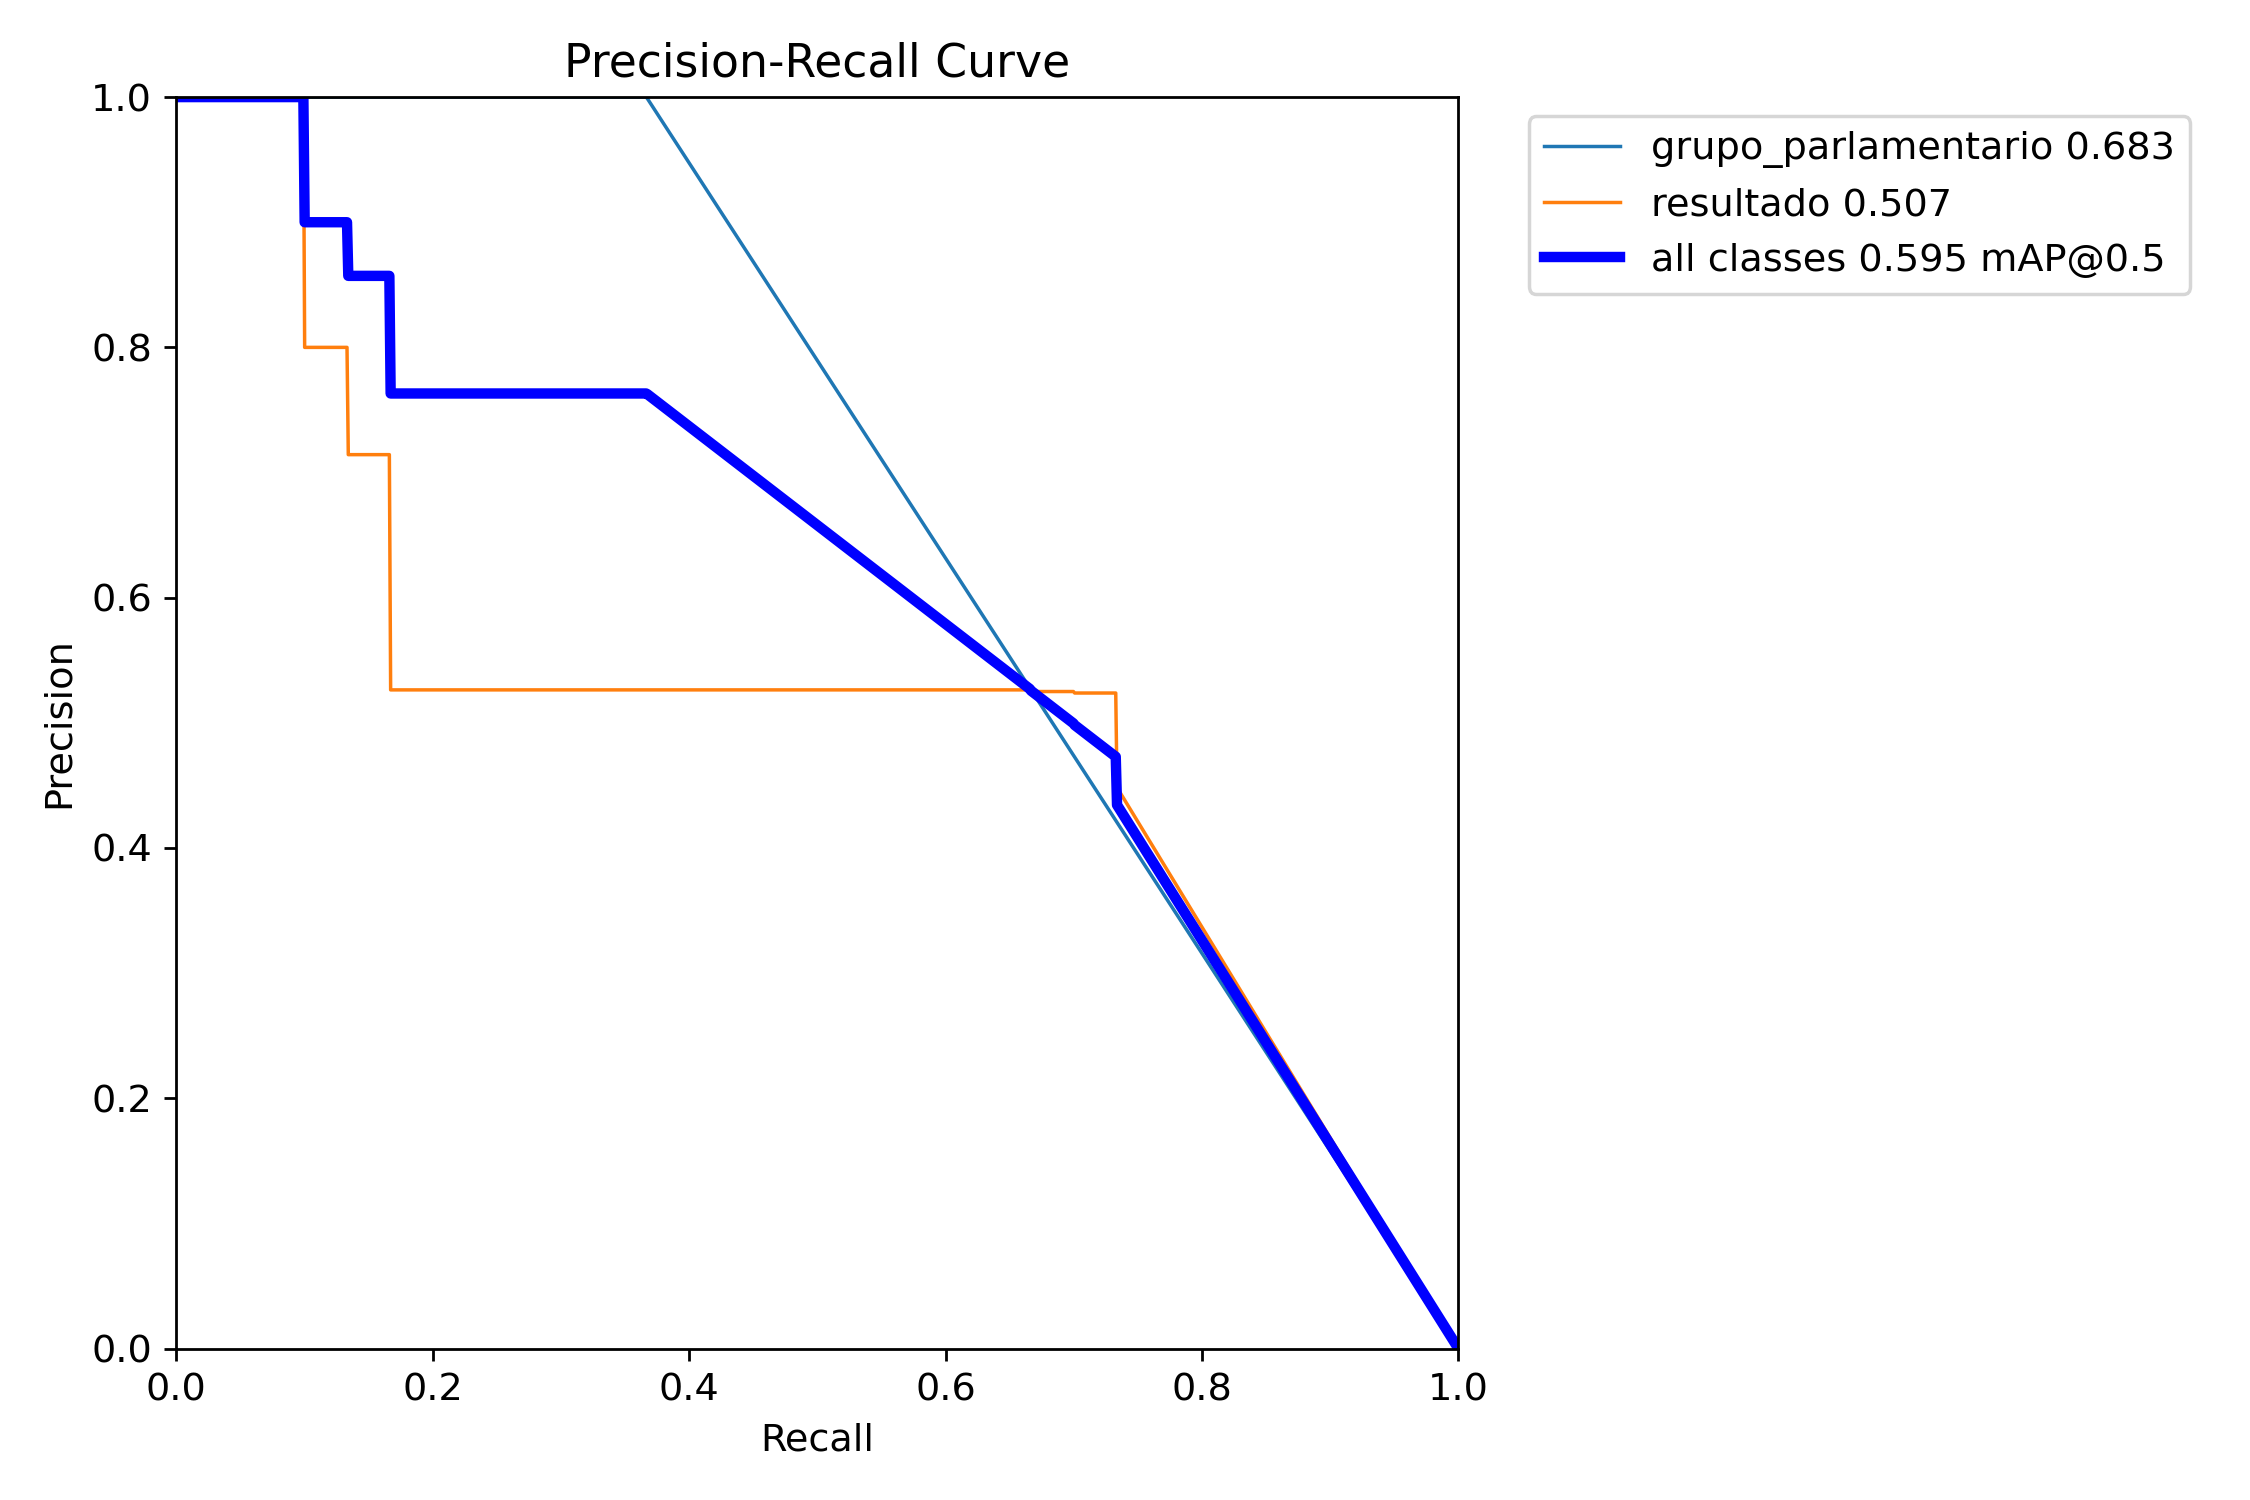 Precision-Recall Curve
1.0
0.8
0.6
0.4
0.2
0.0
Precision
0.0 0.2 0.4 0.6 0.8 1.0
Recall
grupo_parlamentario 0.683
resultado 0.507
all classes 0.595 mAP@0.5